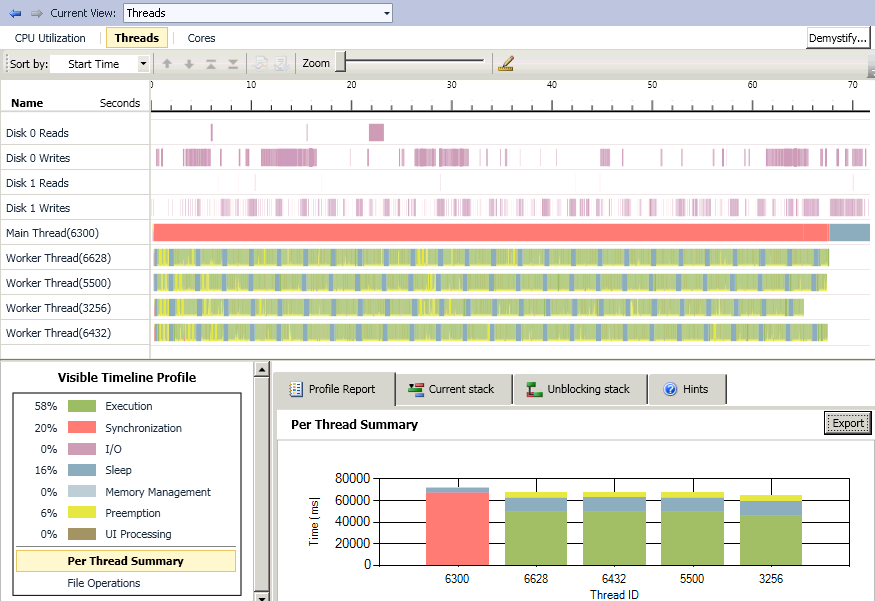 Current View: Threads
CPU Utilization Threads Cores Demystify...
Sort by: Start Time Zoom
0 10 20 30 40 50 60 70
Name Seconds
Disk 0 Reads
Disk 0 Writes
Disk 1 Reads
Disk 1 Writes
Main Thread(6300)
Worker Thread(6628)
Worker Thread(5500)
Worker Thread(3256)
Worker Thread(6432)
Visible Timeline Profile
58% Execution
20% Synchronization
0% I/O
16% Sleep
0% Memory Management
6% Preemption
0% UI Processing
Per Thread Summary
File Operations
Profile Report Current stack Unblocking stack Hints
Per Thread Summary Export
80000
60000
40000
20000
0
Time [ms]
6300 6628 6432 5500 3256
Thread ID